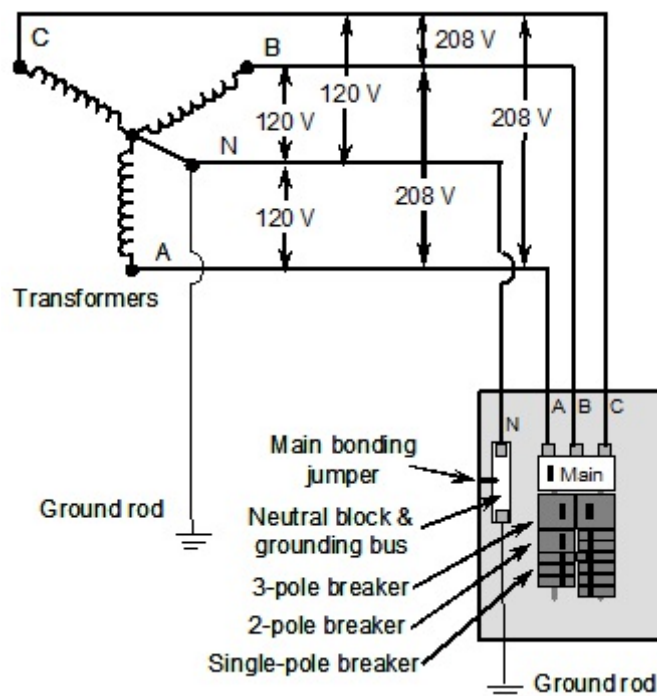 C
B
208 V
120 V
120 V
208 V
N
120 V
208 V
A
Transformers
A B C
N
Main bonding
jumper
Main
Ground rod
Neutral block &
grounding bus
3-pole breaker
2-pole breaker
Single-pole breaker
Ground rod